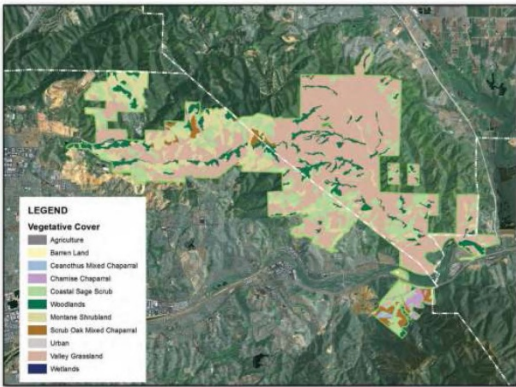 LEGEND
Vegetative Cover
Agriculture
Barren Land
Ceanothus Mixed Chaparral
Chamise Chaparral
Coastal Sage Scrub
Woodlands
Montane Shrubland
Scrub Oak Mixed Chaparral
Urban
Valley Grassland
Wetlands